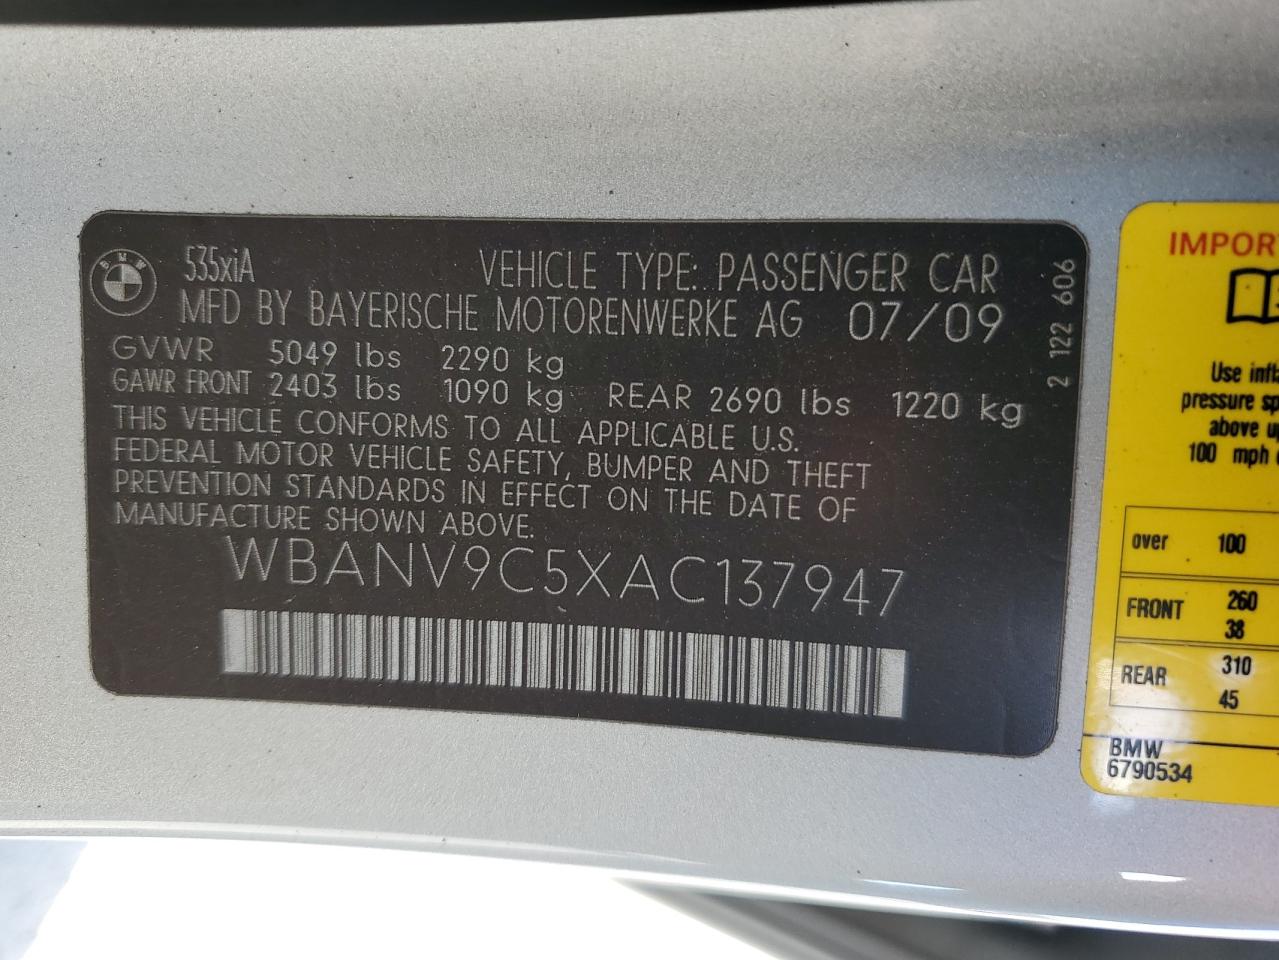 BMW
535xiA VEHICLE TYPE: PASSENGER CAR
MFD BY BAYERISCHE MOTORENWERKE AG 07/09
GVWR 5049 lbs 2290 kg
GAWR FRONT 2403 lbs 1090 kg REAR 2690 lbs 1220 kg
THIS VEHICLE CONFORMS TO ALL APPLICABLE U.S.
FEDERAL MOTOR VEHICLE SAFETY, BUMPER AND THEFT
PREVENTION STANDARDS IN EFFECT ON THE DATE OF
MANUFACTURE SHOWN ABOVE.
WBANV9C5XAC137947
2 122 606
IMPOR
Use infla
pressure sp
above up
100 mph
over 100
FRONT 260
38
REAR 310
45
BMW
6790534